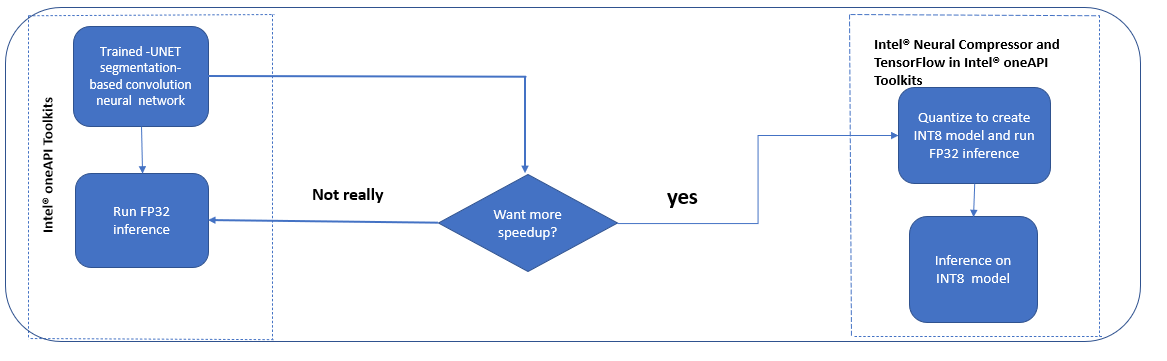 Intel® oneAPI Toolkits
Trained -UNET
segmentation-
based convolution
neural network
Run FP32
inference
Not really
Want more
speedup?
yes
Intel® Neural Compressor and
TensorFlow in Intel® oneAPI
Toolkits
Quantize to create
INT8 model and run
FP32 inference
Inference on
INT8 model